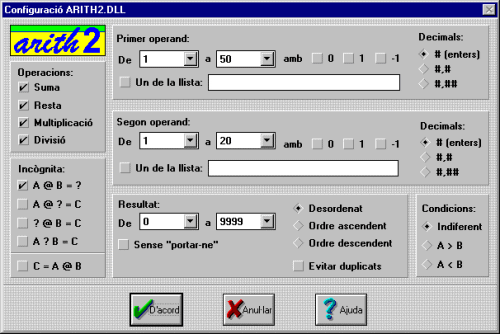 Configuració ARITH2.DLL
arith 2
Operacions:
Suma
Resta
Multiplicació
Divisió
Incògnita:
A @ B = ?
A @ ? = C
? @ B = C
A ? B = C
C = A @ B
Primer operand:
De 1 a 50 amb 0 1 -1
Un de la llista:
Decimals:
# (enters)
#,#
#,##
Segon operand:
De 1 a 20 amb 0 1 -1
Un de la llista:
Decimals:
# (enters)
#,#
#,##
Resultat:
De 0 a 9999
Sense "portar-ne"
Desordenat
Ordre ascendent
Ordre descendent
Evitar duplicats
Condicions:
Indiferent
A > B
A < B
D'acord
Anul·lar
Ajuda